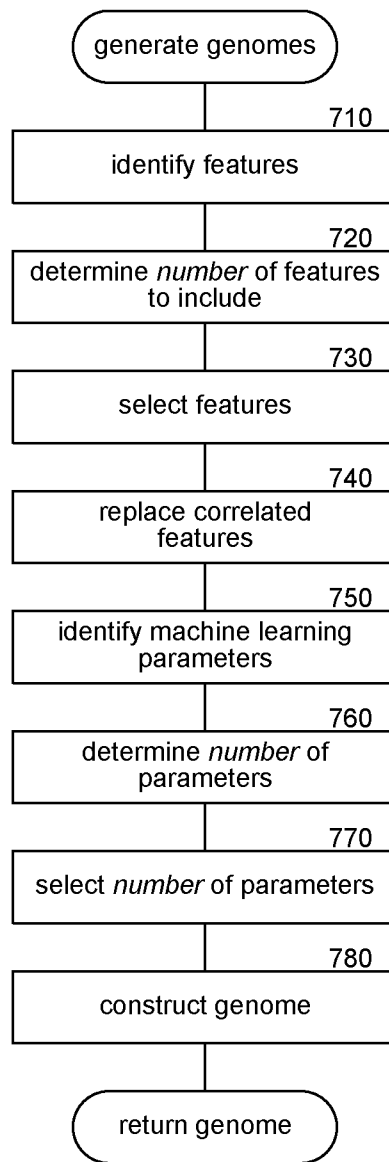 generate genomes
710
identify features
720
determine number of features
to include
730
select features
740
replace correlated
features
750
identify machine learning
parameters
760
determine number of
parameters
770
select number of parameters
780
construct genome
return genome